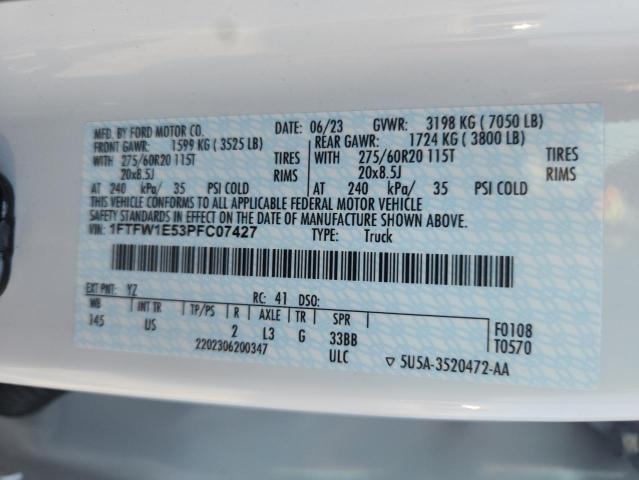 MFD. BY FORD MOTOR CO. DATE: 06/23 GVWR: 3198 KG ( 7050 LB)
FRONT GAWR: 1599 KG ( 3525 LB) REAR GAWR: 1724 KG ( 3800 LB)
WITH 275/60R20 115T TIRES WITH 275/60R20 115T TIRES
20x8.5J RIMS 20x8.5J RIMS
AT 240 kPa/ 35 PSI COLD AT 240 kPa/ 35 PSI COLD
THIS VEHICLE CONFORMS TO ALL APPLICABLE FEDERAL MOTOR VEHICLE
SAFETY STANDARDS IN EFFECT ON THE DATE OF MANUFACTURE SHOWN ABOVE.
VIN: 1FTFW1E53PFC07427 TYPE: Truck
EXT PNT: YZ RC: 41 DSO:
WB INT TR TP/PS R AXLE TR SPR F0108
145 US 2 L3 G 33BB T0570
2202306200347 ULC ▽ 5U5A-3520472-AA